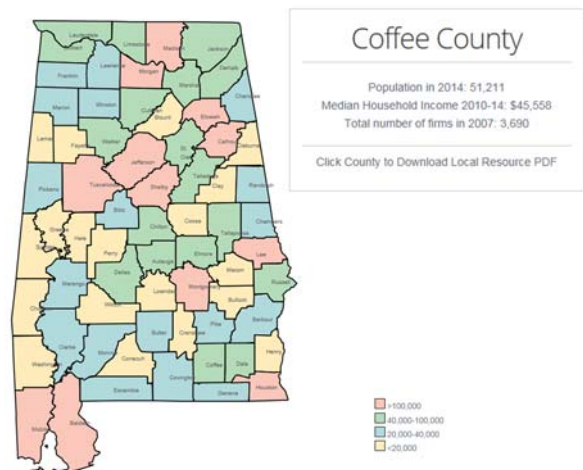 Coffee County
Population in 2014: 51,211
Median Household Income 2010-14: $45,558
Total number of firms in 2007: 3,690
Click County to Download Local Resource PDF
Lauderdale
Limestone
Madison
Jackson
Franklin
Lawrence
Morgan
Marshall
Dekalb
Marion
Winston
Cullman
Blount
Etowah
Cherokee
Lamar
Fayette
Walker
Jefferson
St. Clair
Calhoun
Cleburne
Pickens
Tuscaloosa
Shelby
Talladega
Clay
Randolph
Greene
Hale
Bibb
Perry
Chilton
Coosa
Tallapoosa
Chambers
Lee
Marengo
Dallas
Autauga
Elmore
Macon
Russell
Lowndes
Montgomery
Bullock
Wilcox
Clarke
Butler
Crenshaw
Pike
Barbour
Washington
Monroe
Conecuh
Covington
Coffee
Dale
Henry
Escambia
Geneva
Houston
Mobile
Baldwin
>100,000
40,000-100,000
20,000-40,000
<20,000